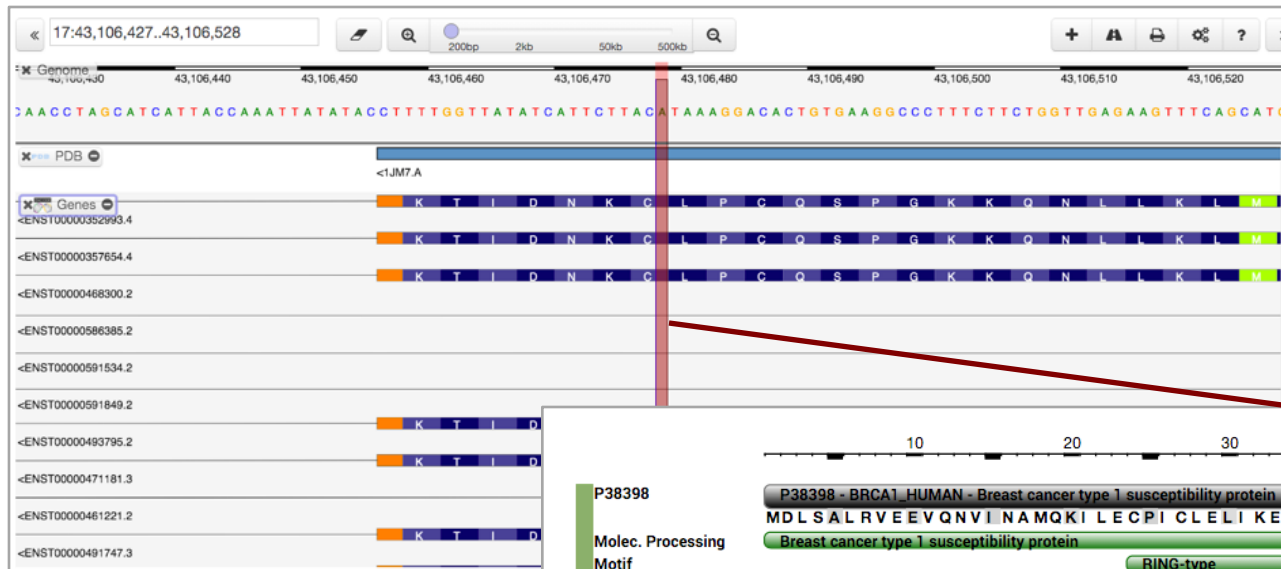 17:43,106,427..43,106,528
200bp 2kb 50kb 500kb
Genome
43,106,430 43,106,440 43,106,450 43,106,460 43,106,470 43,106,480 43,106,490 43,106,500 43,106,510 43,106,520
C A A C C T A G C A T C A T T A C C A A A T T A T A T A C C T T T T G G T T A T A T C A T T C T T A C A T A A A G G A C A C T G T G A A G G C C C T T T C T T C T G G T T G A G A A G T T T C A G C A T G
PDB
<1JM7.A
Genes
K T I D N K C L P C Q S P G K K Q N L L K L M
<ENST00000352993.4
K T I D N K C L P C Q S P G K K Q N L L K L M
<ENST00000357654.4
K T I D N K C L P C Q S P G K K Q N L L K L M
<ENST00000468300.2
<ENST00000586385.2
<ENST00000591534.2
<ENST00000591849.2
K T I D
<ENST00000493795.2
K T I D
<ENST00000471181.3
<ENST00000461221.2
K T I D
<ENST00000491747.3
10 20 30
P38398
P38398 - BRCA1_HUMAN - Breast cancer type 1 susceptibility protein
M D L S A L R V E E V Q N V I N A M Q K I L E C P I C L E L I K E
Molec. Processing
Breast cancer type 1 susceptibility protein
Motif
RING-type